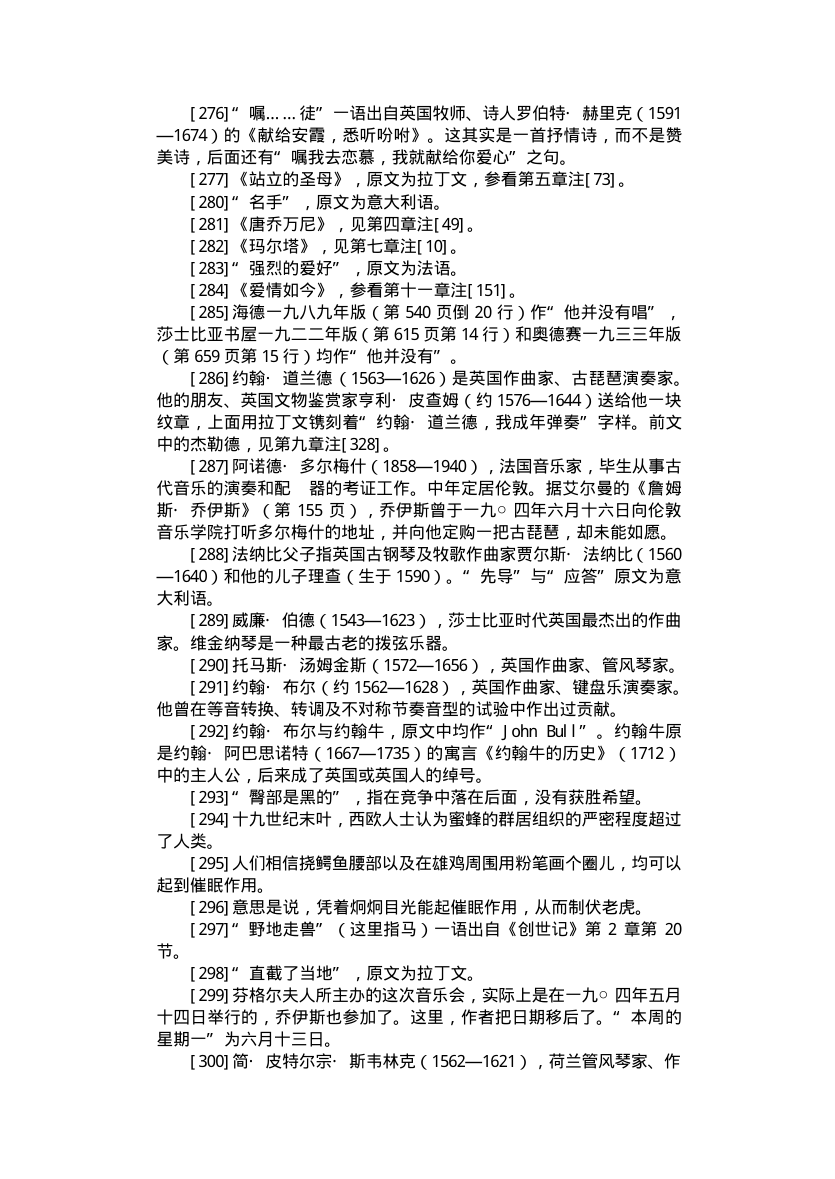 [276]“嘱……徒”一语出自英国牧师、诗人罗伯特·赫里克（1591
—1674）的《献给安霞，悉听吩咐》。这其实是一首抒情诗，而不是赞
美诗，后面还有“嘱我去恋慕，我就献给你爱心”之句。
[277]《站立的圣母》，原文为拉丁文，参看第五章注[73]。
[280]“名手”，原文为意大利语。
[281]《唐乔万尼》，见第四章注[49]。
[282]《玛尔塔》，见第七章注[10]。
[283]“强烈的爱好”，原文为法语。
[284]《爱情如今》，参看第十一章注[151]。
[285]海德一九八九年版（第 540 页倒 20 行）作“他并没有唱”，
莎士比亚书屋一九二二年版（第 615 页第 14 行）和奥德赛一九三三年版
（第 659 页第 15 行）均作“他并没有”。
[286]约翰·道兰德（1563—1626）是英国作曲家、古琵琶演奏家。
他的朋友、英国文物鉴赏家亨利·皮查姆（约 1576—1644）送给他一块
纹章，上面用拉丁文镌刻着“约翰·道兰德，我成年弹奏”字样。前文
中的杰勒德，见第九章注[328]。
[287]阿诺德·多尔梅什（1858—1940），法国音乐家，毕生从事古
代音乐的演奏和配　器的考证工作。中年定居伦敦。据艾尔曼的《詹姆
斯·乔伊斯》（第 155 页），乔伊斯曾于一九○四年六月十六日向伦敦
音乐学院打听多尔梅什的地址，并向他定购一把古琵琶，却未能如愿。
[288]法纳比父子指英国古钢琴及牧歌作曲家贾尔斯·法纳比（1560
—1640）和他的儿子理查（生于 1590）。“先导”与“应答”原文为意
大利语。
[289]威廉·伯德（1543—1623），莎士比亚时代英国最杰出的作曲
家。维金纳琴是一种最古老的拨弦乐器。
[290]托马斯·汤姆金斯（1572—1656），英国作曲家、管风琴家。
[291]约翰·布尔（约 1562—1628），英国作曲家、键盘乐演奏家。
他曾在等音转换、转调及不对称节奏音型的试验中作出过贡献。
[292]约翰·布尔与约翰牛，原文中均作“John Bull”。约翰牛原
是约翰·阿巴思诺特（1667—1735）的寓言《约翰牛的历史》（1712）
中的主人公，后来成了英国或英国人的绰号。
[293]“臀部是黑的”，指在竞争中落在后面，没有获胜希望。
[294]十九世纪末叶，西欧人士认为蜜蜂的群居组织的严密程度超过
了人类。
[295]人们相信挠鳄鱼腰部以及在雄鸡周围用粉笔画个圈儿，均可以
起到催眠作用。
[296]意思是说，凭着炯炯目光能起催眠作用，从而制伏老虎。
[297]“野地走兽”（这里指马）一语出自《创世记》第 2 章第 20
节。
[298]“直截了当地”，原文为拉丁文。
[299]芬格尔夫人所主办的这次音乐会，实际上是在一九○四年五月
十四日举行的，乔伊斯也参加了。这里，作者把日期移后了。“本周的
星期一”为六月十三日。
[300]简·皮特尔宗·斯韦林克（1562—1621），荷兰管风琴家、作